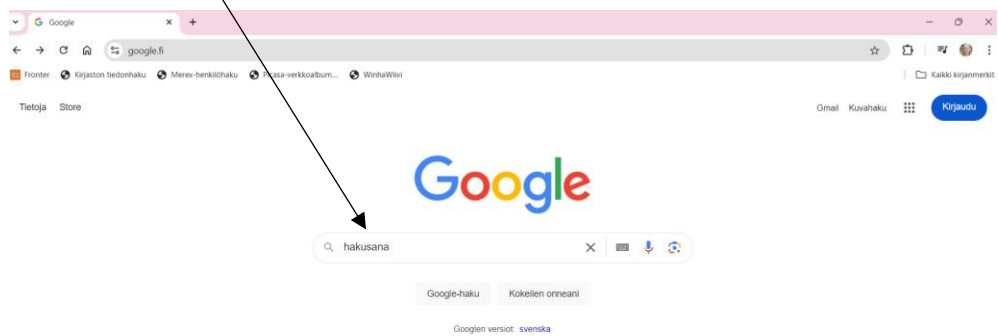 Google
google.fi
Fronter Kirjaston tiedonhaku Merex-henkilöhaku Picasa-verkkoalbum... WinhaWiivi Kaikki kirjanmerkit
Tietoja Store Gmail Kuvahaku Kirjaudu
Google
hakusana
Google-haku Kokeilen onneani
Googlen versiot: svenska